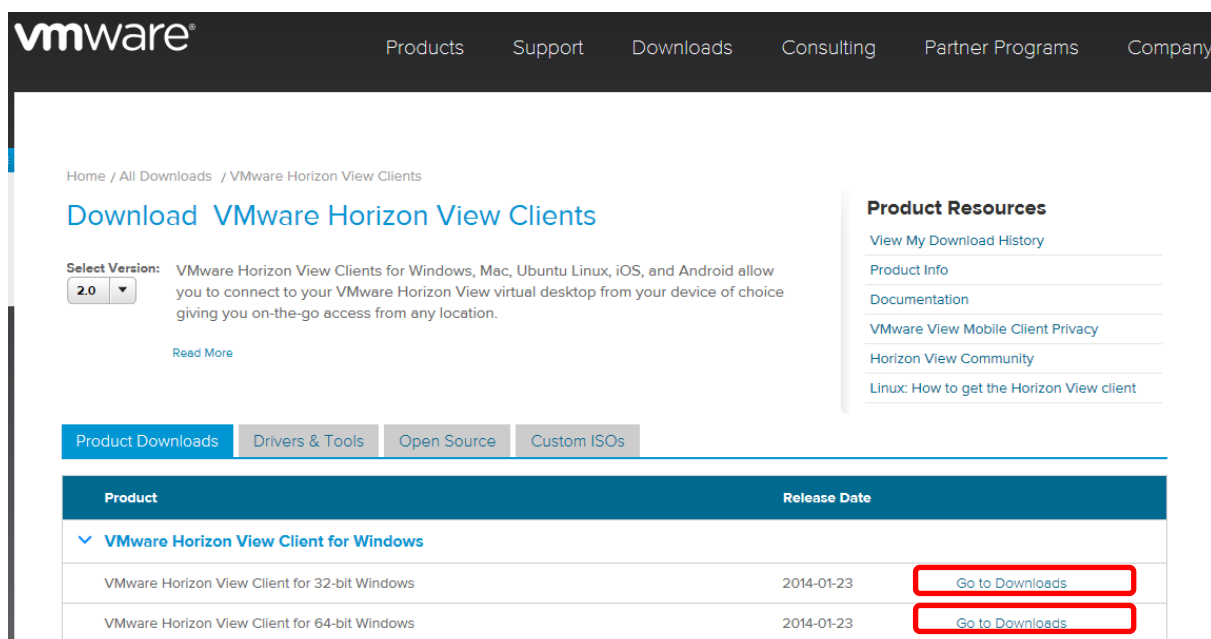 vmware®
Products Support Downloads Consulting Partner Programs Company
Home / All Downloads / VMware Horizon View Clients
Download VMware Horizon View Clients
Select Version:
2.0
VMware Horizon View Clients for Windows, Mac, Ubuntu Linux, iOS, and Android allow
you to connect to your VMware Horizon View virtual desktop from your device of choice
giving you on-the-go access from any location.
Read More
Product Resources
View My Download History
Product Info
Documentation
VMware View Mobile Client Privacy
Horizon View Community
Linux: How to get the Horizon View client
Product Downloads Drivers & Tools Open Source Custom ISOs
Product Release Date
VMware Horizon View Client for Windows
VMware Horizon View Client for 32-bit Windows 2014-01-23 Go to Downloads
VMware Horizon View Client for 64-bit Windows 2014-01-23 Go to Downloads